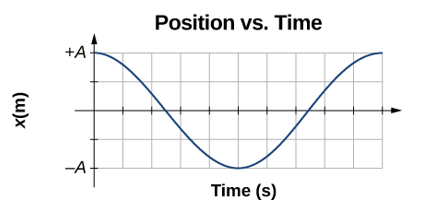 Position vs. Time
+A
x(m)
–A
Time (s)